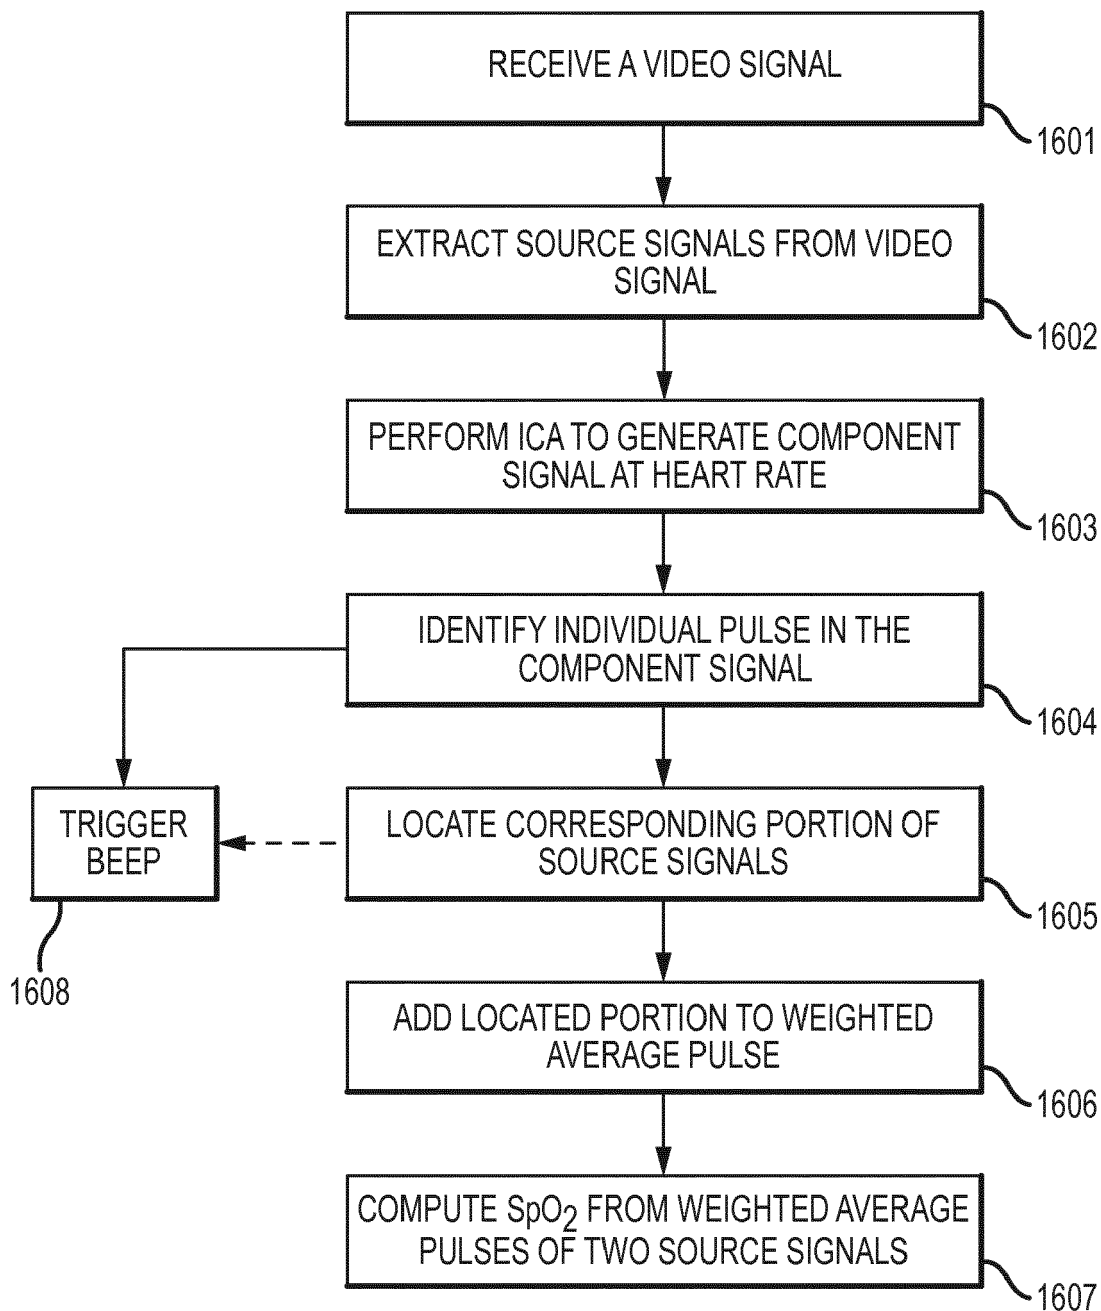 RECEIVE A VIDEO SIGNAL
1601
EXTRACT SOURCE SIGNALS FROM VIDEO
SIGNAL
1602
PERFORM ICA TO GENERATE COMPONENT
SIGNAL AT HEART RATE
1603
IDENTIFY INDIVIDUAL PULSE IN THE
COMPONENT SIGNAL
1604
TRIGGER
BEEP
1608
LOCATE CORRESPONDING PORTION OF
SOURCE SIGNALS
1605
ADD LOCATED PORTION TO WEIGHTED
AVERAGE PULSE
1606
COMPUTE SpO2 FROM WEIGHTED AVERAGE
PULSES OF TWO SOURCE SIGNALS
1607